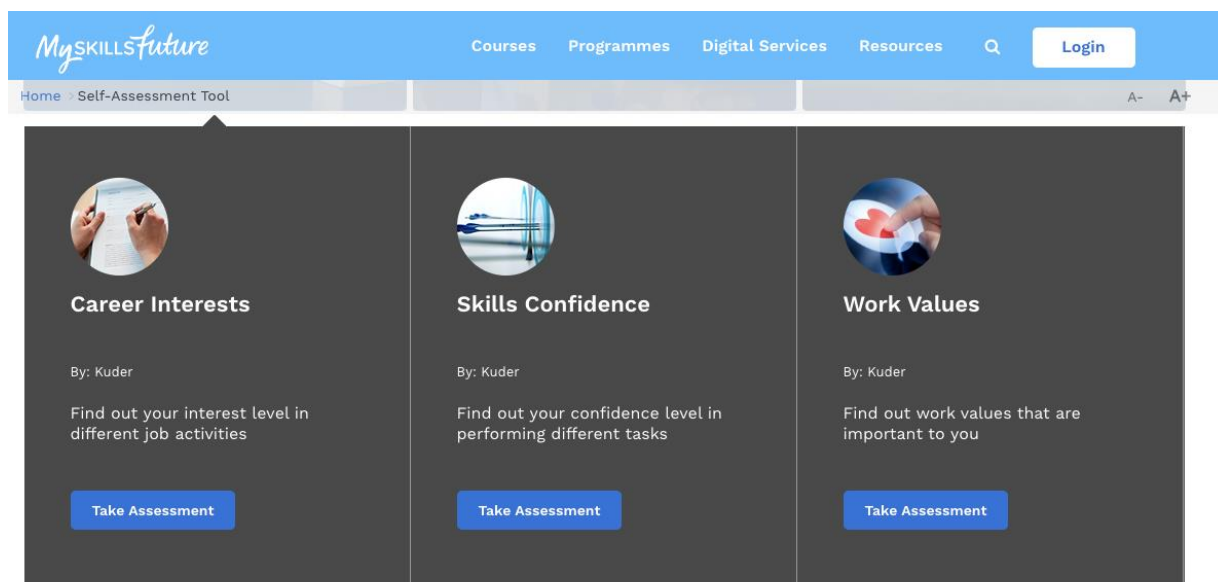 MySKILLSfuture
Courses Programmes Digital Services Resources Login
Home > Self-Assessment Tool A- A+
Career Interests
By: Kuder
Find out your interest level in
different job activities
Take Assessment
Skills Confidence
By: Kuder
Find out your confidence level in
performing different tasks
Take Assessment
Work Values
By: Kuder
Find out work values that are
important to you
Take Assessment